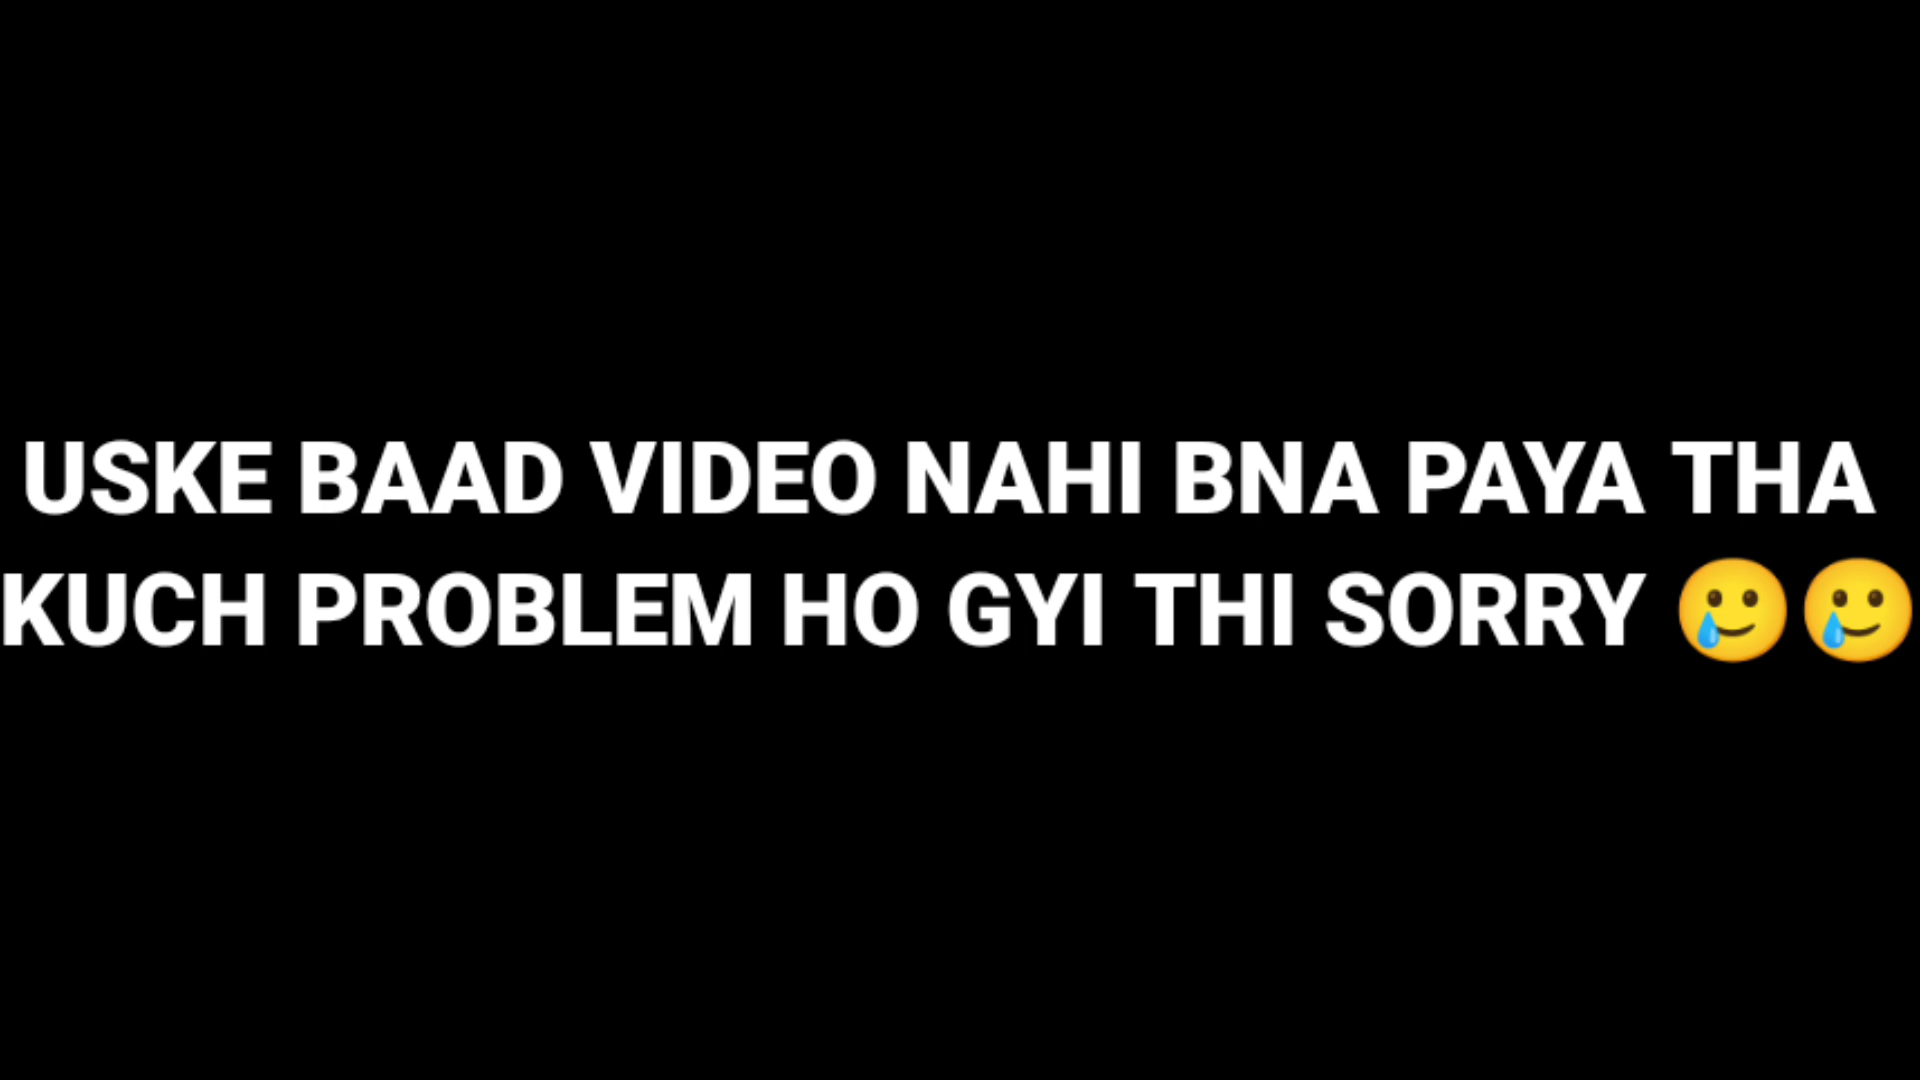 USKE BAAD VIDEO NAHI BNA PAYA THA
KUCH PROBLEM HO GYI THI SORRY 🥲🥲